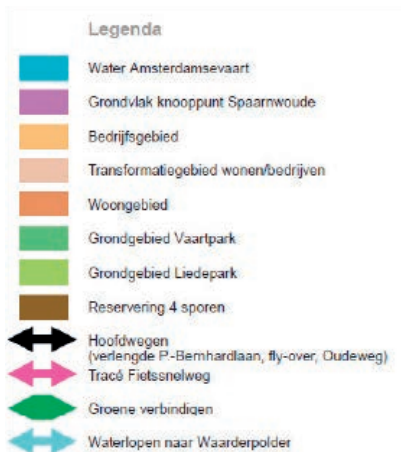 Legenda
Water Amsterdamsevaart
Grondvlak knooppunt Spaarnwoude
Bedrijfsgebied
Transformatiegebied wonen/bedrijven
Woongebied
Grondgebied Vaartpark
Grondgebied Liedepark
Reservering 4 sporen
Hoofdwegen
(verlengde P.-Bernhardlaan, fly-over, Oudeweg)
Tracé Fietssnelweg
Groene verbindigen
Waterlopen naar Waarderpolder